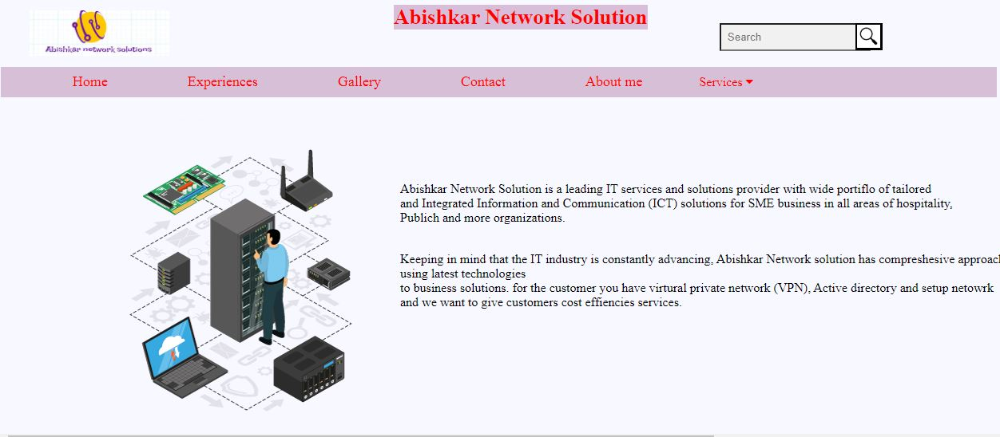 Abishkar Network Solution
Abishkar network solutions
Search
Home Experiences Gallery Contact About me Services
Abishkar Network Solution is a leading IT services and solutions provider with wide portiflo of tailored
and Integrated Information and Communication (ICT) solutions for SME business in all areas of hospitality,
Publich and more organizations.
Keeping in mind that the IT industry is constantly advancing, Abishkar Network solution has compreshesive approach
using latest technologies
to business solutions. for the customer you have virtural private network (VPN), Active directory and setup netowrk
and we want to give customers cost effiencies services.